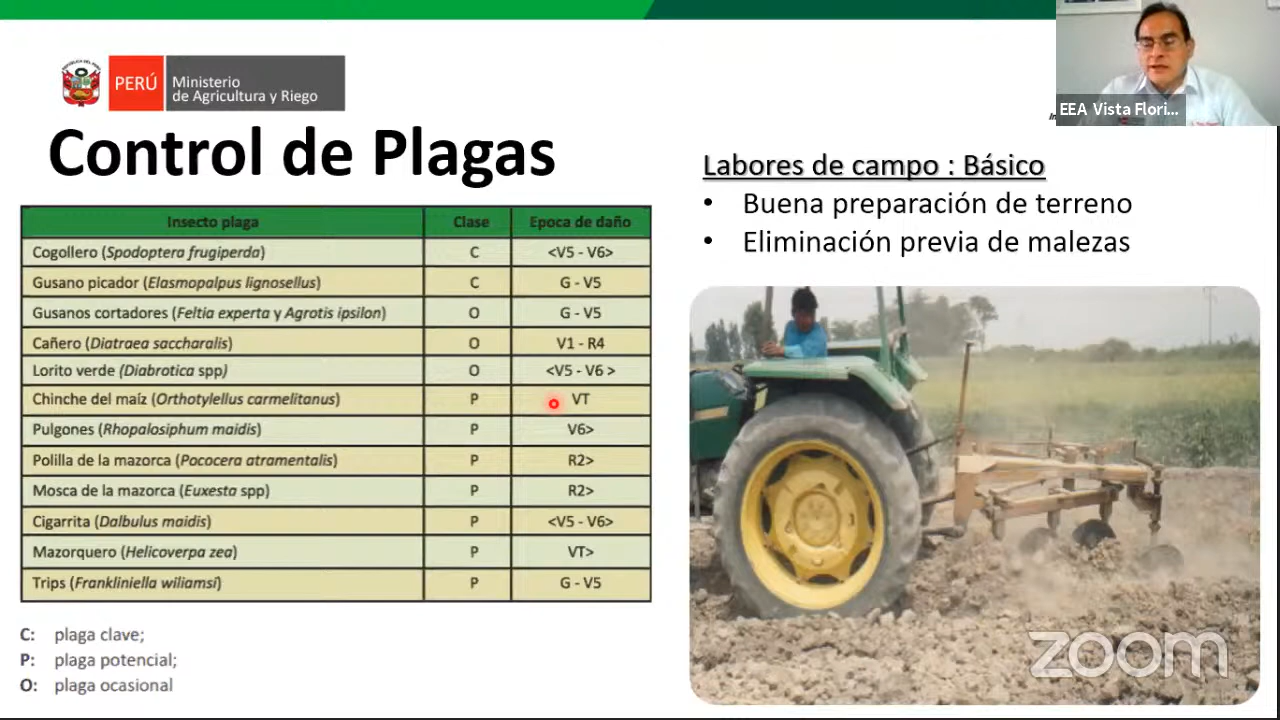 PERÚ
Ministerio
de Agricultura y Riego
EEA Vista Flori...
Control de Plagas
Insecto plaga Clase Epoca de daño
Cogollero (Spodoptera frugiperda) C <V5 - V6>
Gusano picador (Elasmopalpus lignosellus) C G - V5
Gusanos cortadores (Feltia experta y Agrotis ipsilon) O G - V5
Cañero (Diatraea saccharalis) O V1 - R4
Lorito verde (Diabrotica spp) O <V5 - V6 >
Chinche del maíz (Orthotylellus carmelitanus) P VT
Pulgones (Rhopalosiphum maidis) P V6>
Polilla de la mazorca (Pococera atramentalis) P R2>
Mosca de la mazorca (Euxesta spp) P R2>
Cigarrita (Dalbulus maidis) P <V5 - V6>
Mazorquero (Helicoverpa zea) P VT>
Trips (Frankliniella wiliamsi) P G - V5
C: plaga clave;
P: plaga potencial;
O: plaga ocasional
Labores de campo : Básico
• Buena preparación de terreno
• Eliminación previa de malezas
zoom